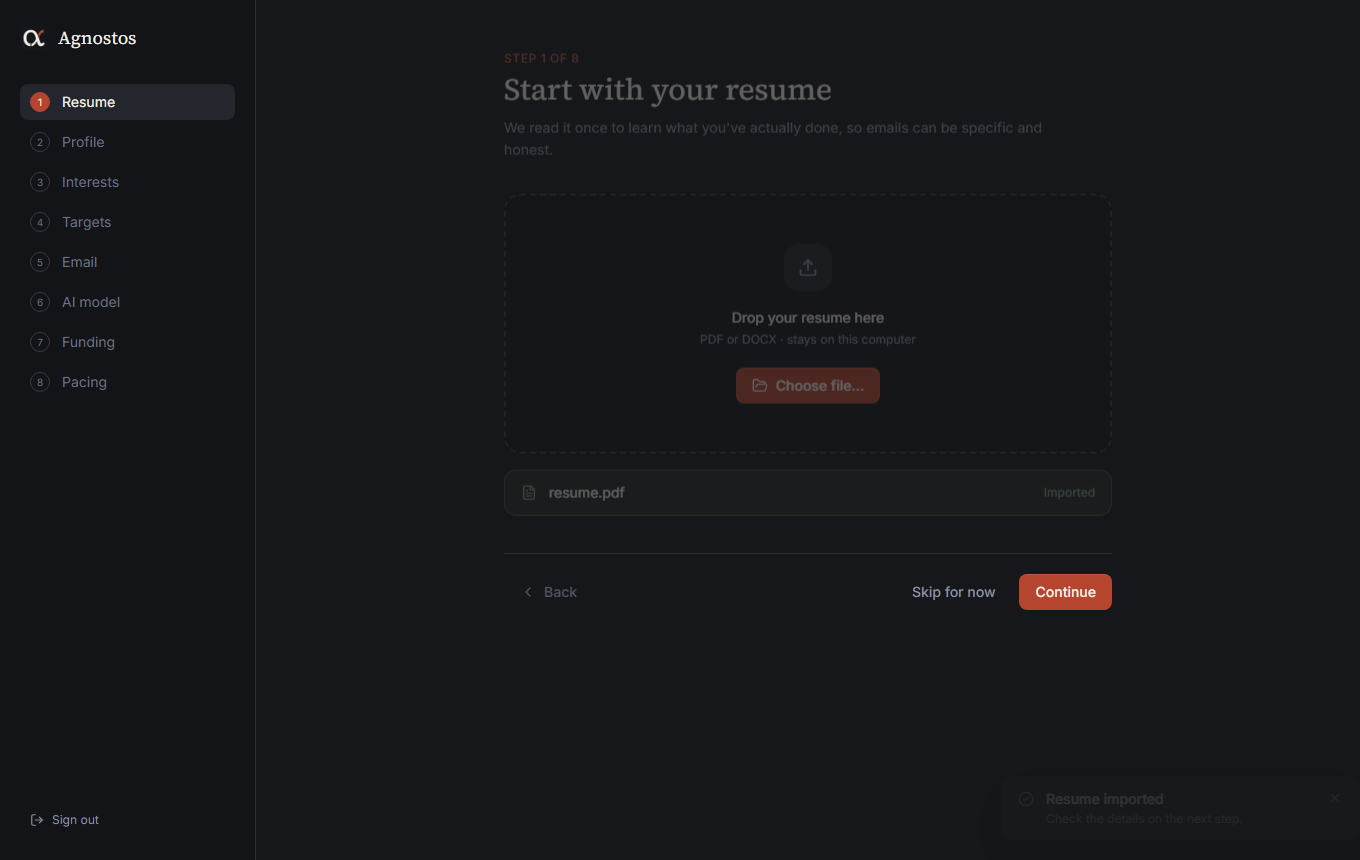 Agnostos
1 Resume
2 Profile
3 Interests
4 Targets
5 Email
6 AI model
7 Funding
8 Pacing
Sign out
STEP 1 OF 8
Start with your resume
We read it once to learn what you've actually done, so emails can be specific and
honest.
Drop your resume here
PDF or DOCX · stays on this computer
Choose file...
resume.pdf Imported
Back Skip for now Continue
Resume imported
Check the details on the next step.